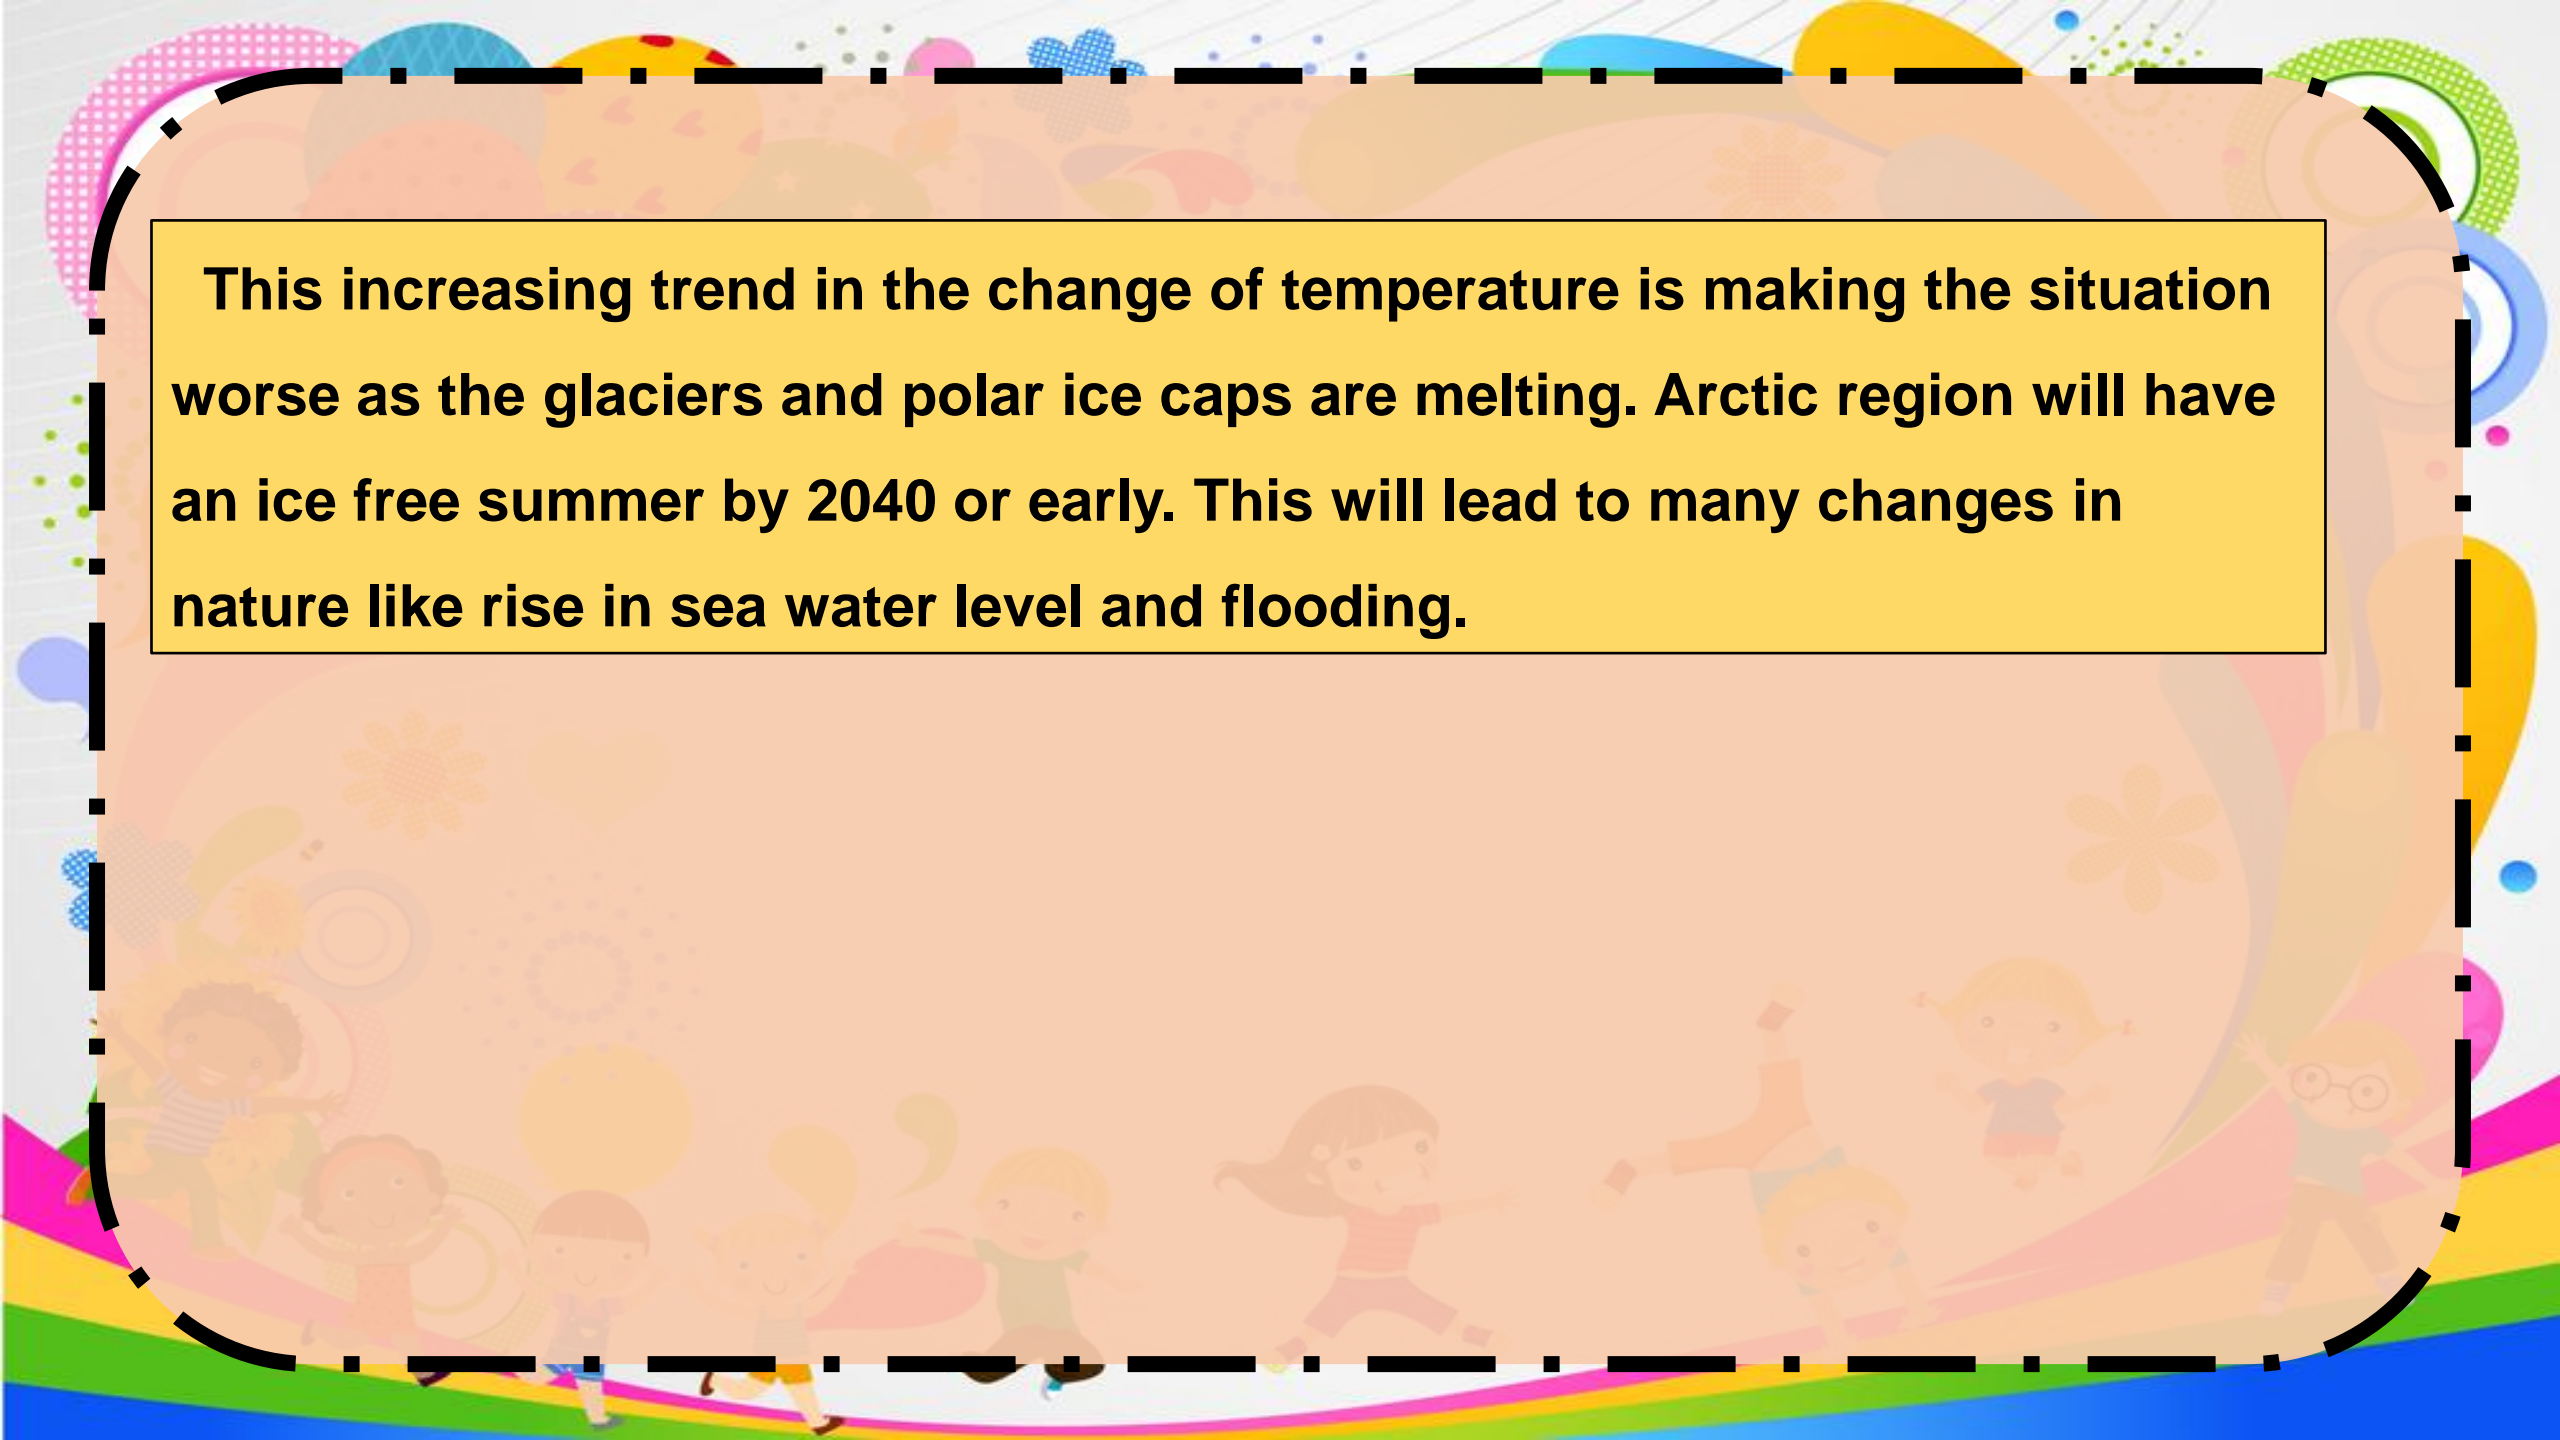 This increasing trend in the change of temperature is making the situation
worse as the glaciers and polar ice caps are melting. Arctic region will have
an ice free summer by 2040 or early. This will lead to many changes in
nature like rise in sea water level and flooding.